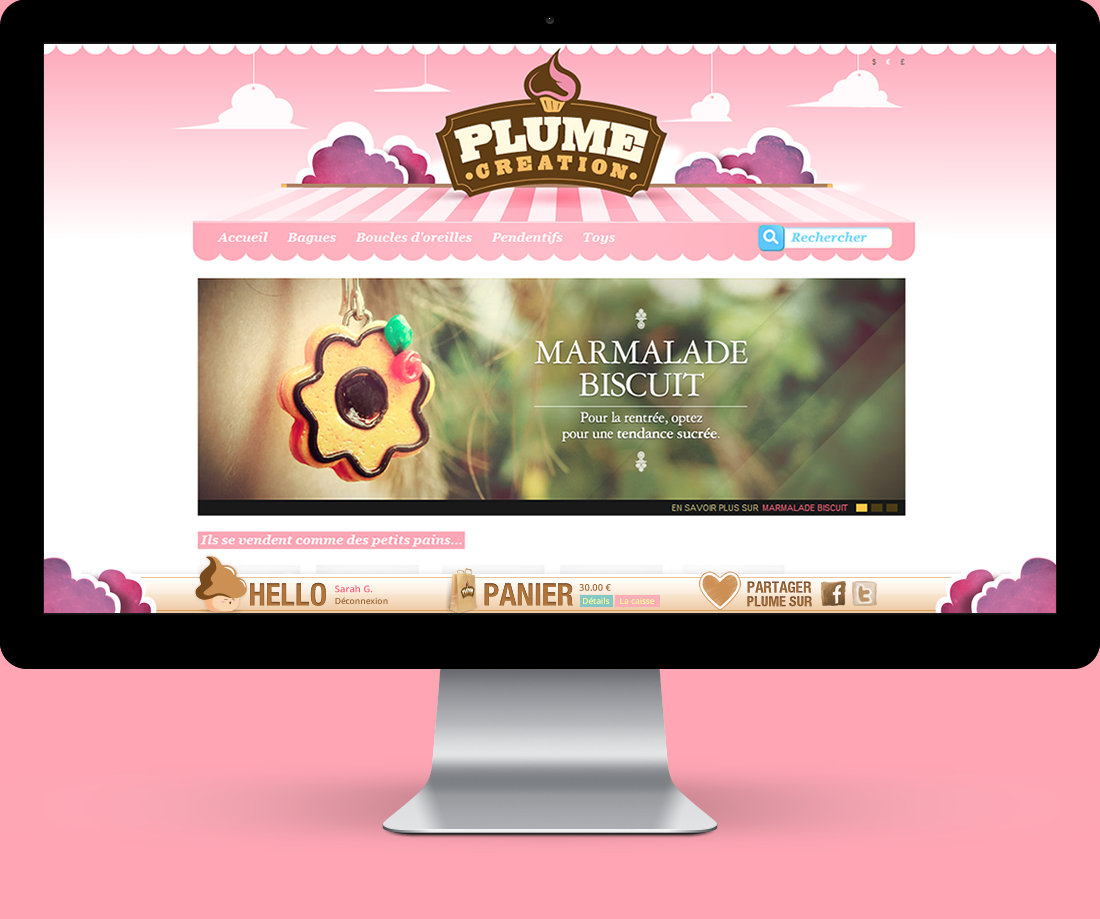 $ € £
PLUME
• CREATION •
Accueil Bagues Boucles d'oreilles Pendentifs Toys Rechercher
MARMALADE
BISCUIT
Pour la rentrée, optez
pour une tendance sucrée.
EN SAVOIR PLUS SUR MARMALADE BISCUIT
Ils se vendent comme des petits pains...
HELLO Sarah G.
Déconnexion
PANIER 30.00 €
Détails La caisse
PARTAGER
PLUME SUR f t